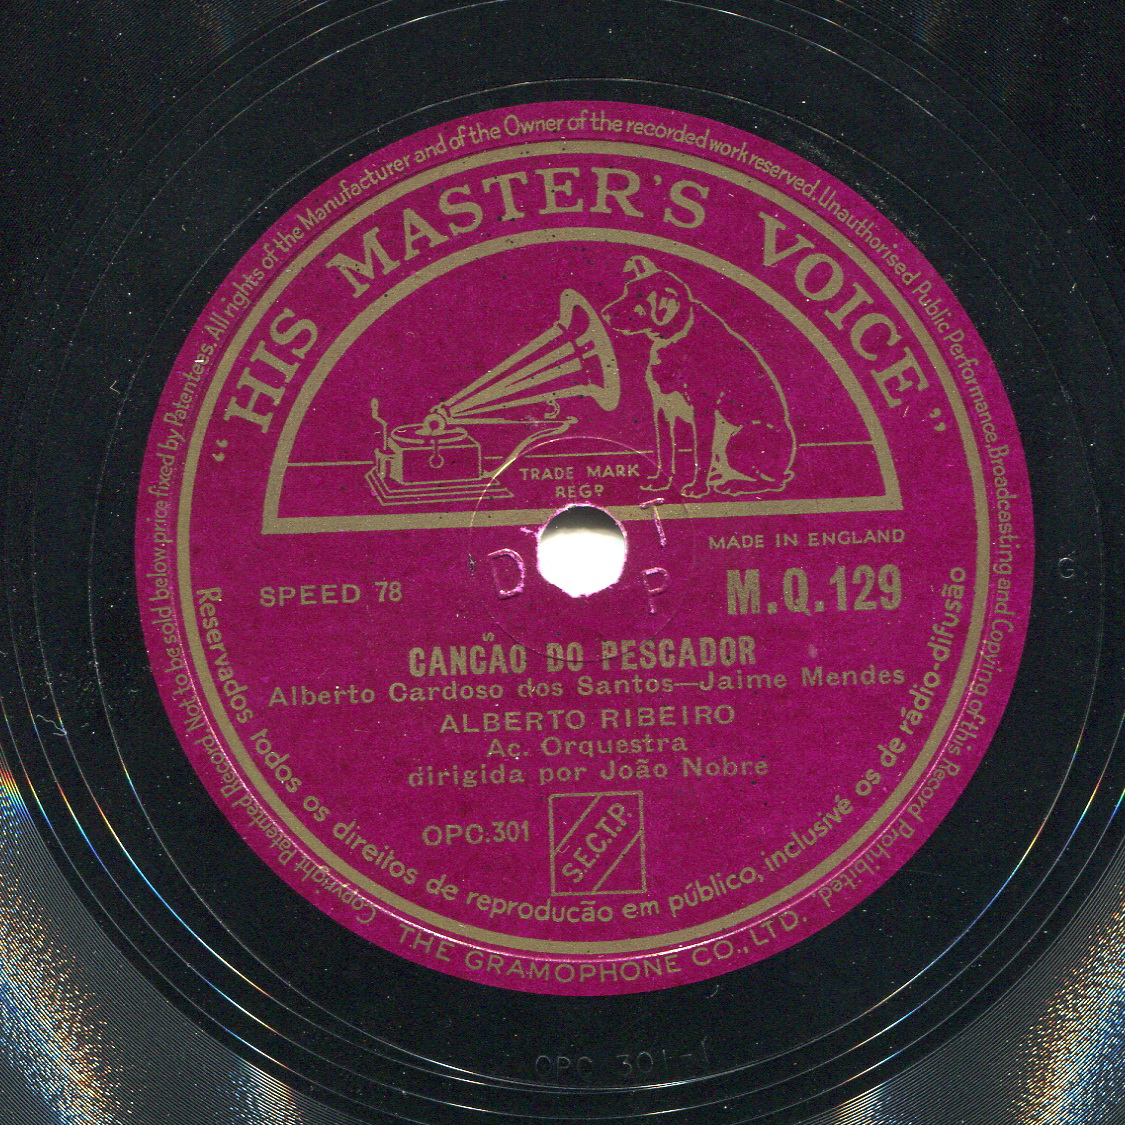 Copyright Patented Record. Not to be sold below price fixed by Patentees. All rights of the Manufacturer and of the Owner of the recorded work reserved. Unauthorised Public Performance, Broadcasting and Copying of this Record Prohibited.
“HIS MASTER'S VOICE”
TRADE MARK
REGD
T
D
P
MADE IN ENGLAND
SPEED 78
M.Q.129
G
s
CANCÃO DO PESCADOR
Alberto Cardoso dos Santos—Jaime Mendes
ALBERTO RIBEIRO
Ac. Orquestra
dirigida por João Nobre
OPG.301
S.E.C.T.P.
Reservados todos os direitos de reproducão em público, inclusivé os de rádio-difusão
THE GRAMOPHONE CO., LTD.
OPG 301-1